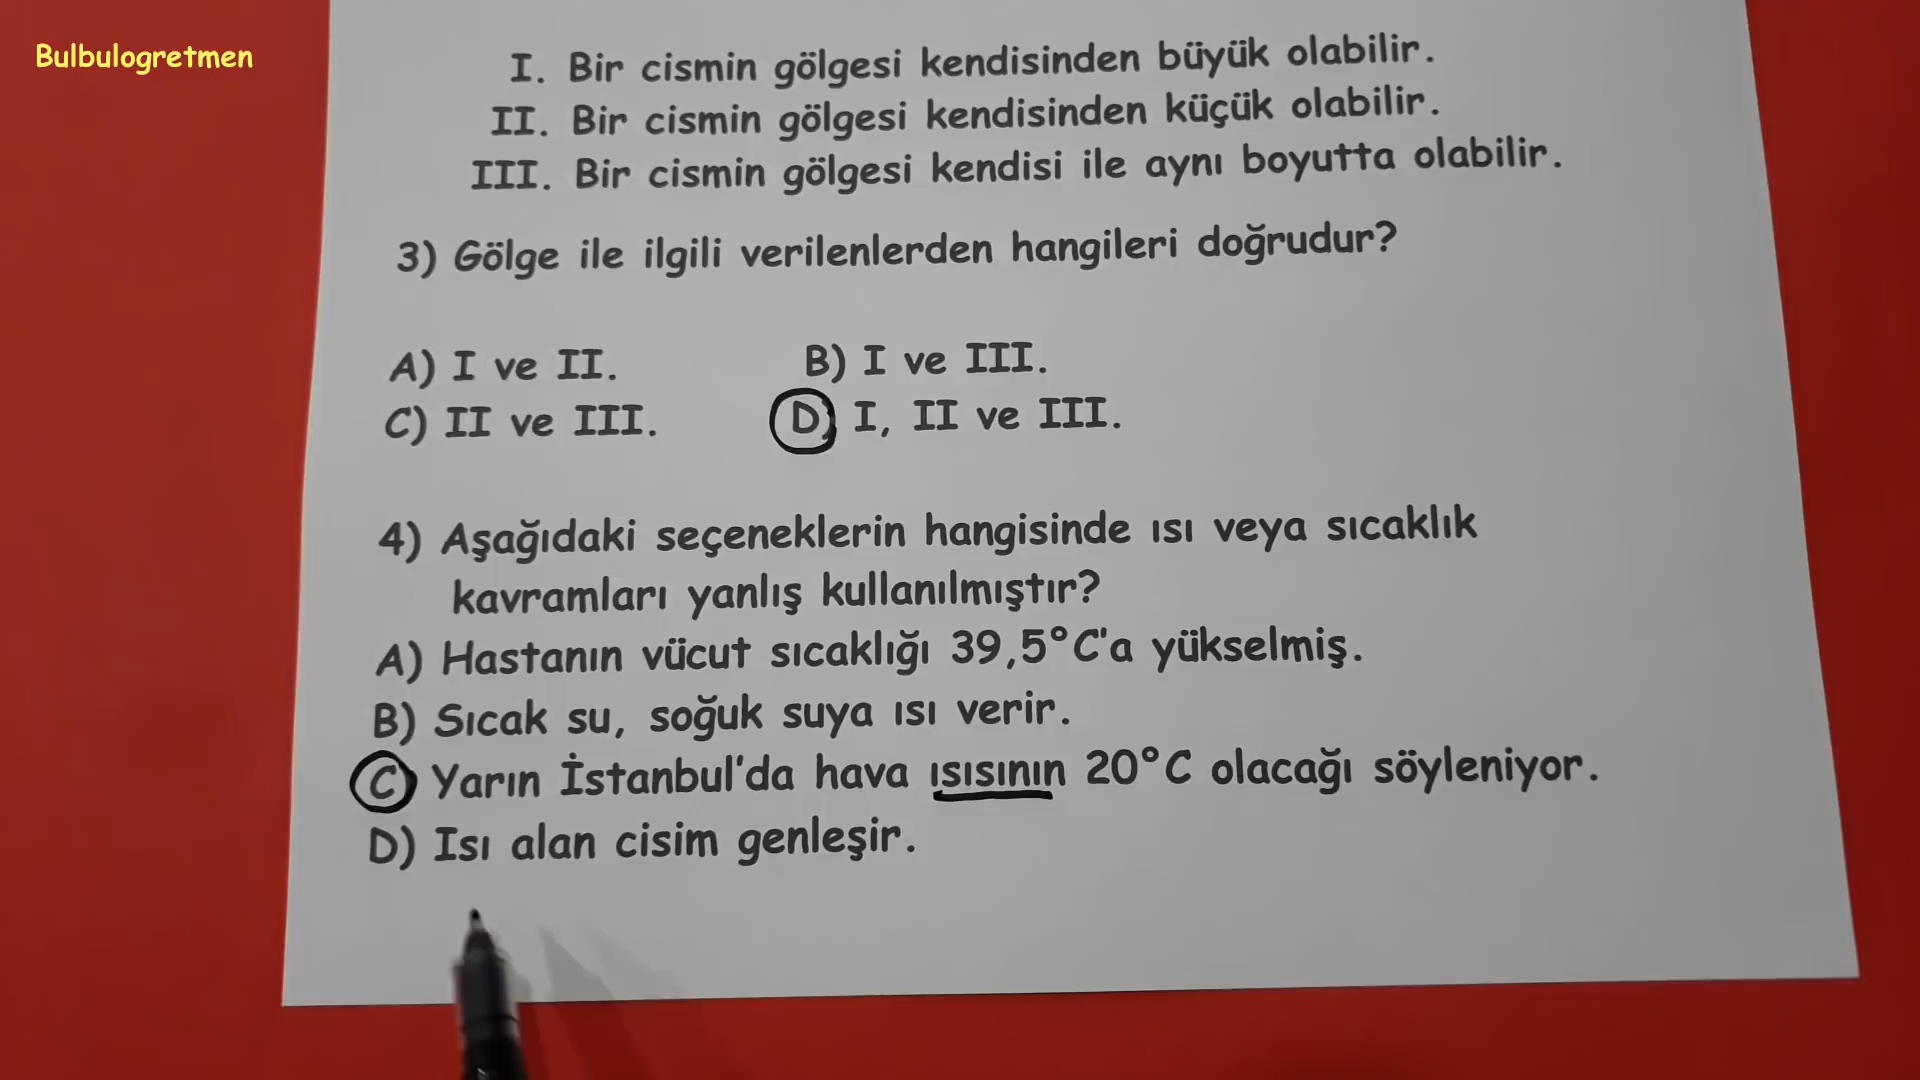 Bulbulogretmen
I. Bir cismin gölgesi kendisinden büyük olabilir.
II. Bir cismin gölgesi kendisinden küçük olabilir.
III. Bir cismin gölgesi kendisi ile aynı boyutta olabilir.
3) Gölge ile ilgili verilenlerden hangileri doğrudur?
A) I ve II. B) I ve III.
C) II ve III. D) I, II ve III.
4) Aşağıdaki seçeneklerin hangisinde ısı veya sıcaklık
kavramları yanlış kullanılmıştır?
A) Hastanın vücut sıcaklığı 39,5°C'a yükselmiş.
B) Sıcak su, soğuk suya ısı verir.
C) Yarın İstanbul'da hava ısısının 20°C olacağı söyleniyor.
D) Isı alan cisim genleşir.